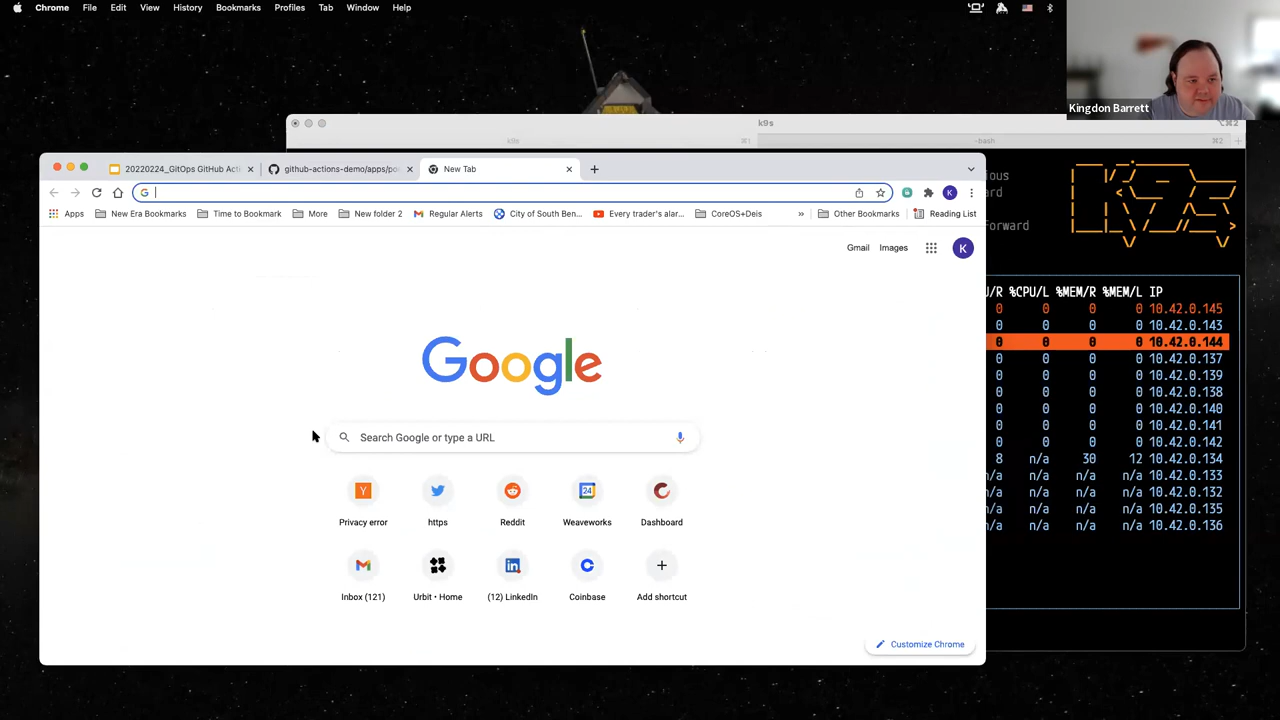 Chrome File Edit View History Bookmarks Profiles Tab Window Help
Kingdon Barrett
k9s ⌥⌘2
k9s ⌘1 -bash ⌘2
20220224_GitOps GitHub Acti
github-actions-demo/apps/po
New Tab
Apps New Era Bookmarks Time to Bookmark More New folder 2 Regular Alerts City of South Ben... Every trader's alar... CoreOS+Deis » Other Bookmarks Reading List
Gmail Images K
Google
Search Google or type a URL
Privacy error https Reddit Weaveworks Dashboard
Inbox (121) Urbit • Home (12) LinkedIn Coinbase Add shortcut
Customize Chrome
ious
ard
Forward
U/R %CPU/L %MEM/R %MEM/L IP
0 0 0 0 10.42.0.145
0 0 0 0 10.42.0.143
0 0 0 0 10.42.0.144
0 0 0 0 10.42.0.137
0 0 0 0 10.42.0.139
0 0 0 0 10.42.0.138
0 0 0 0 10.42.0.140
0 0 0 0 10.42.0.141
0 0 0 0 10.42.0.142
8 n/a 30 12 10.42.0.134
n/a n/a n/a n/a 10.42.0.133
n/a n/a n/a n/a 10.42.0.132
n/a n/a n/a n/a 10.42.0.135
n/a n/a n/a n/a 10.42.0.136